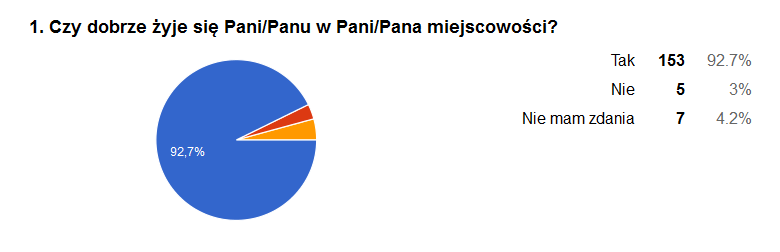 1. Czy dobrze żyje się Pani/Panu w Pani/Pana miejscowości?
Tak 153 92.7%
Nie 5 3%
Nie mam zdania 7 4.2%
92,7%